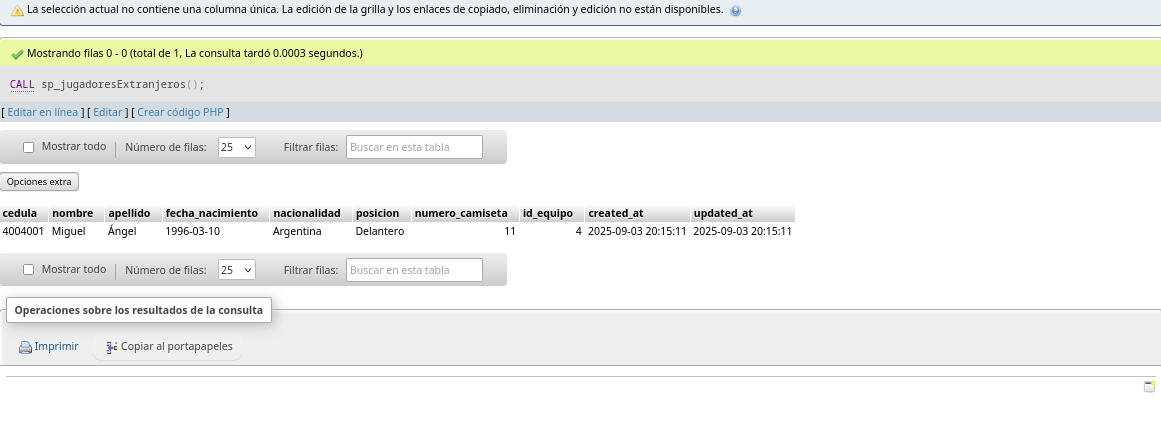 La selección actual no contiene una columna única. La edición de la grilla y los enlaces de copiado, eliminación y edición no están disponibles.
Mostrando filas 0 - 0 (total de 1, La consulta tardó 0.0003 segundos.)
CALL sp_jugadoresExtranjeros();
[ Editar en línea ] [ Editar ] [ Crear código PHP ]
Mostrar todo | Número de filas: 25 Filtrar filas: Buscar en esta tabla
Opciones extra
cedula nombre apellido fecha_nacimiento nacionalidad posicion numero_camiseta id_equipo created_at updated_at
4004001 Miguel Ángel 1996-03-10 Argentina Delantero 11 4 2025-09-03 20:15:11 2025-09-03 20:15:11
Mostrar todo | Número de filas: 25 Filtrar filas: Buscar en esta tabla
Operaciones sobre los resultados de la consulta
Imprimir Copiar al portapapeles